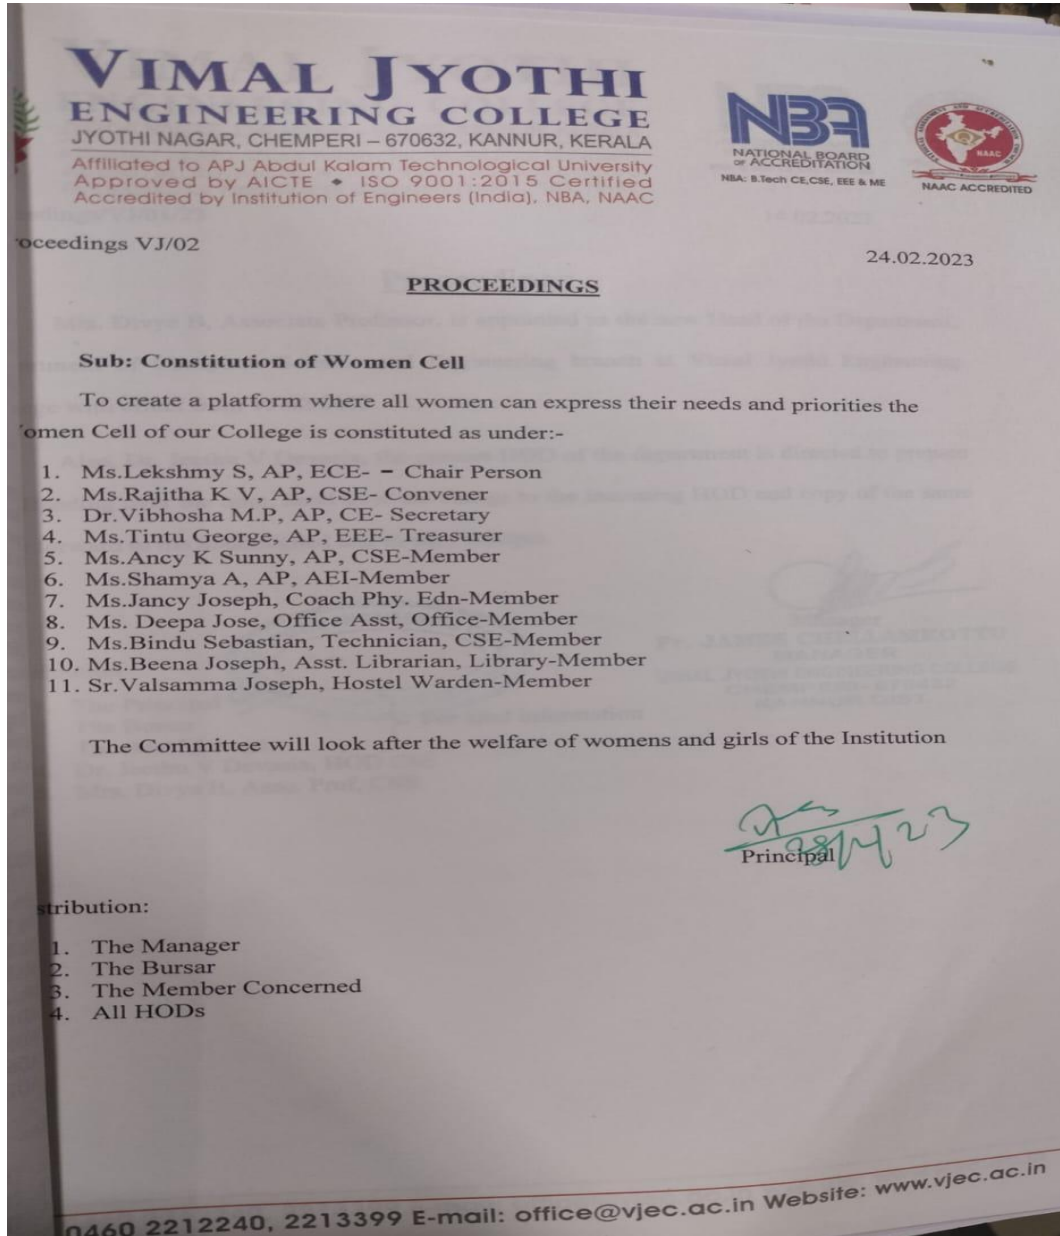 VIMAL JYOTHI
ENGINEERING COLLEGE
JYOTHI NAGAR, CHEMPERI – 670632, KANNUR, KERALA
Affiliated to APJ Abdul Kalam Technological University
Approved by AICTE ◆ ISO 9001:2015 Certified
Accredited by Institution of Engineers (India), NBA, NAAC
NBA
NATIONAL BOARD
OF ACCREDITATION
NBA: B.Tech CE,CSE, EEE & ME
NAAC
NAAC ACCREDITED
roceedings VJ/02
24.02.2023
PROCEEDINGS
Sub: Constitution of Women Cell
To create a platform where all women can express their needs and priorities the
omen Cell of our College is constituted as under:-
1. Ms.Lekshmy S, AP, ECE- – Chair Person
2. Ms.Rajitha K V, AP, CSE- Convener
3. Dr.Vibhosha M.P, AP, CE- Secretary
4. Ms.Tintu George, AP, EEE- Treasurer
5. Ms.Ancy K Sunny, AP, CSE-Member
6. Ms.Shamya A, AP, AEI-Member
7. Ms.Jancy Joseph, Coach Phy. Edn-Member
8. Ms. Deepa Jose, Office Asst, Office-Member
9. Ms.Bindu Sebastian, Technician, CSE-Member
10. Ms.Beena Joseph, Asst. Librarian, Library-Member
11. Sr.Valsamma Joseph, Hostel Warden-Member
The Committee will look after the welfare of womens and girls of the Institution
Principal
stribution:
1. The Manager
2. The Bursar
3. The Member Concerned
4. All HODs
0460 2212240, 2213399 E-mail: office@vjec.ac.in Website: www.vjec.ac.in